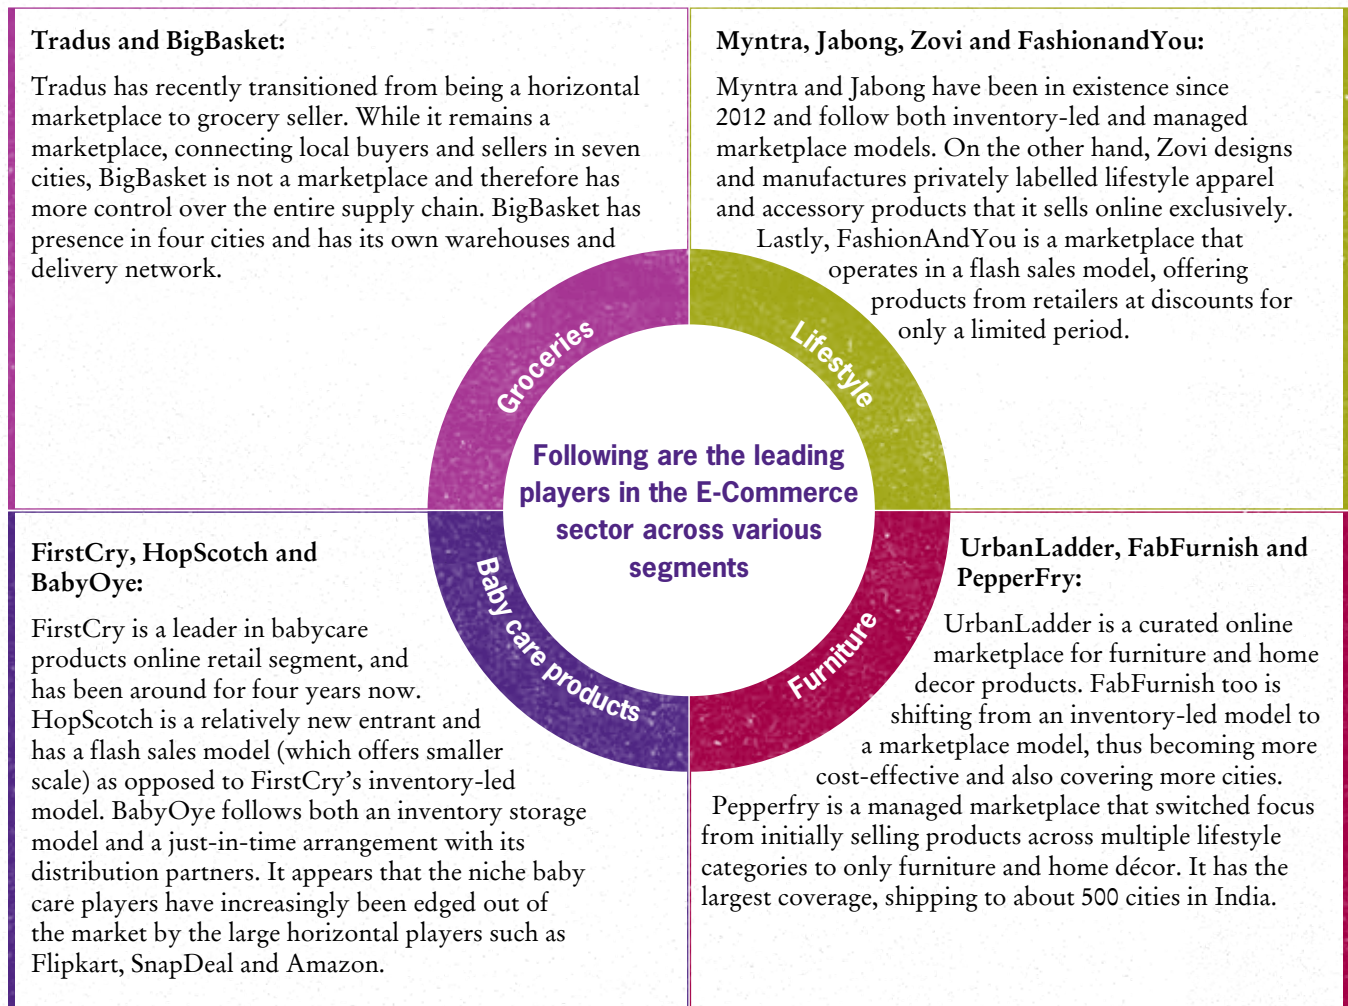 Tradus and BigBasket:
Tradus has recently transitioned from being a horizontal
marketplace to grocery seller. While it remains a
marketplace, connecting local buyers and sellers in seven
cities, BigBasket is not a marketplace and therefore has
more control over the entire supply chain. BigBasket has
presence in four cities and has its own warehouses and
delivery network.
Myntra, Jabong, Zovi and FashionandYou:
Myntra and Jabong have been in existence since
2012 and follow both inventory-led and managed
marketplace models. On the other hand, Zovi designs
and manufactures privately labelled lifestyle apparel
and accessory products that it sells online exclusively.
Lastly, FashionAndYou is a marketplace that
operates in a flash sales model, offering
products from retailers at discounts for
only a limited period.
Groceries
Lifestyle
Following are the leading
players in the E-Commerce
sector across various
segments
Baby care products
Furniture
FirstCry, HopScotch and
BabyOye:
FirstCry is a leader in babycare
products online retail segment, and
has been around for four years now.
HopScotch is a relatively new entrant and
has a flash sales model (which offers smaller
scale) as opposed to FirstCry’s inventory-led
model. BabyOye follows both an inventory storage
model and a just-in-time arrangement with its
distribution partners. It appears that the niche baby
care players have increasingly been edged out of
the market by the large horizontal players such as
Flipkart, SnapDeal and Amazon.
UrbanLadder, FabFurnish and
PepperFry:
UrbanLadder is a curated online
marketplace for furniture and home
decor products. FabFurnish too is
shifting from an inventory-led model to
a marketplace model, thus becoming more
cost-effective and also covering more cities.
Pepperfry is a managed marketplace that switched focus
from initially selling products across multiple lifestyle
categories to only furniture and home décor. It has the
largest coverage, shipping to about 500 cities in India.